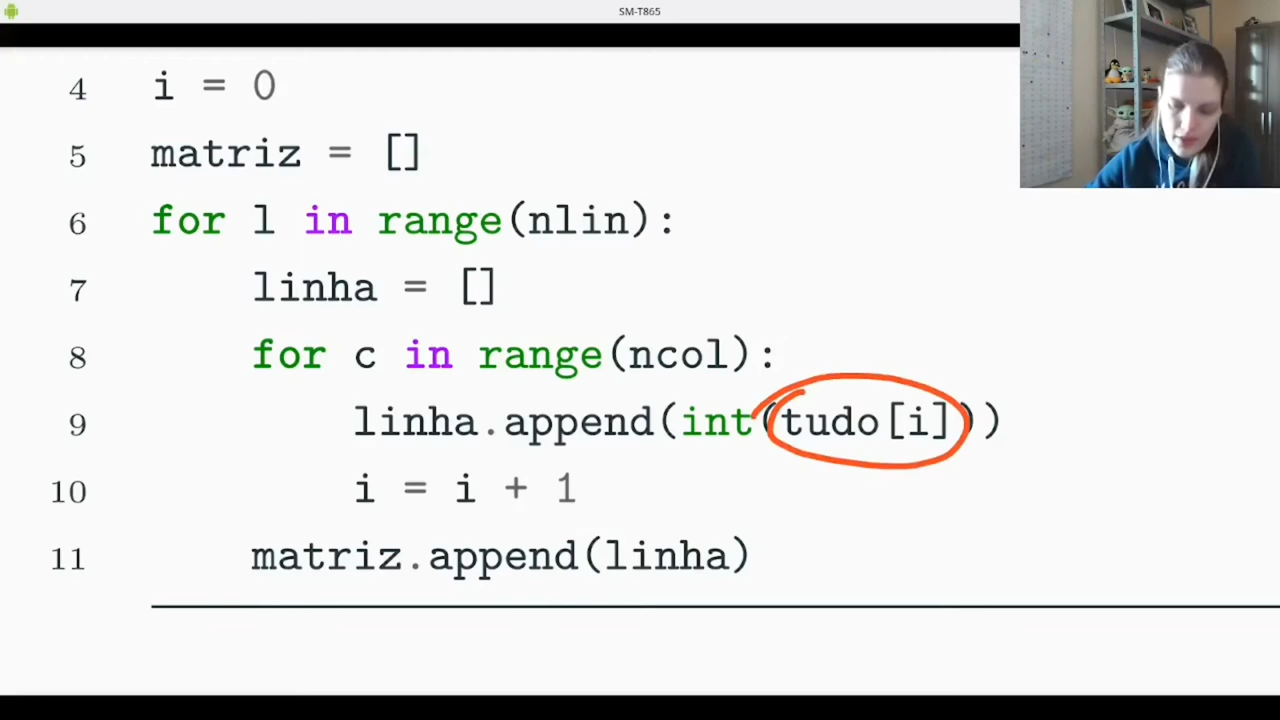 SM-T865
4 i = 0
5 matriz = []
6 for l in range(nlin):
7 linha = []
8 for c in range(ncol):
9 linha.append(int(tudo[i]))
10 i = i + 1
11 matriz.append(linha)